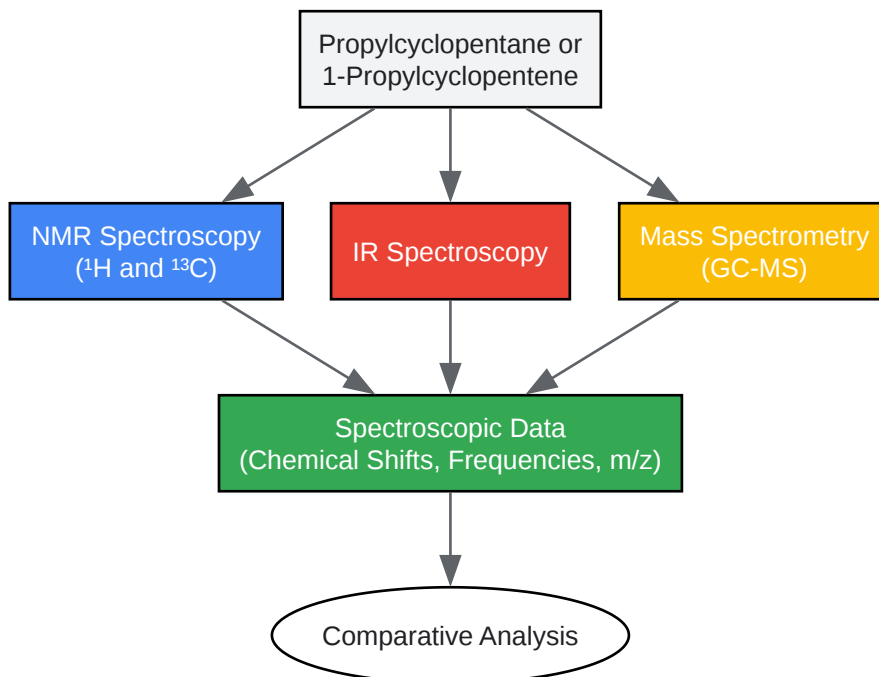 Propylcyclopentane or
1-Propylcyclopentene
NMR Spectroscopy
(¹H and ¹³C)
IR Spectroscopy
Mass Spectrometry
(GC-MS)
Spectroscopic Data
(Chemical Shifts, Frequencies, m/z)
Comparative Analysis